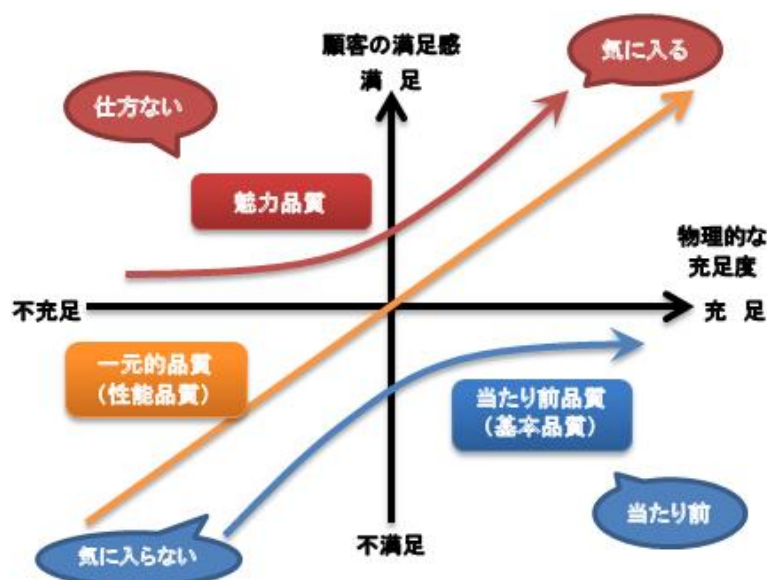 顧客の満足感
満 足
気に入る
仕方ない
魅力品質
物理的な
充足度
不充足
充 足
一元的品質
(性能品質)
当たり前品質
(基本品質)
当たり前
不満足
気に入らない